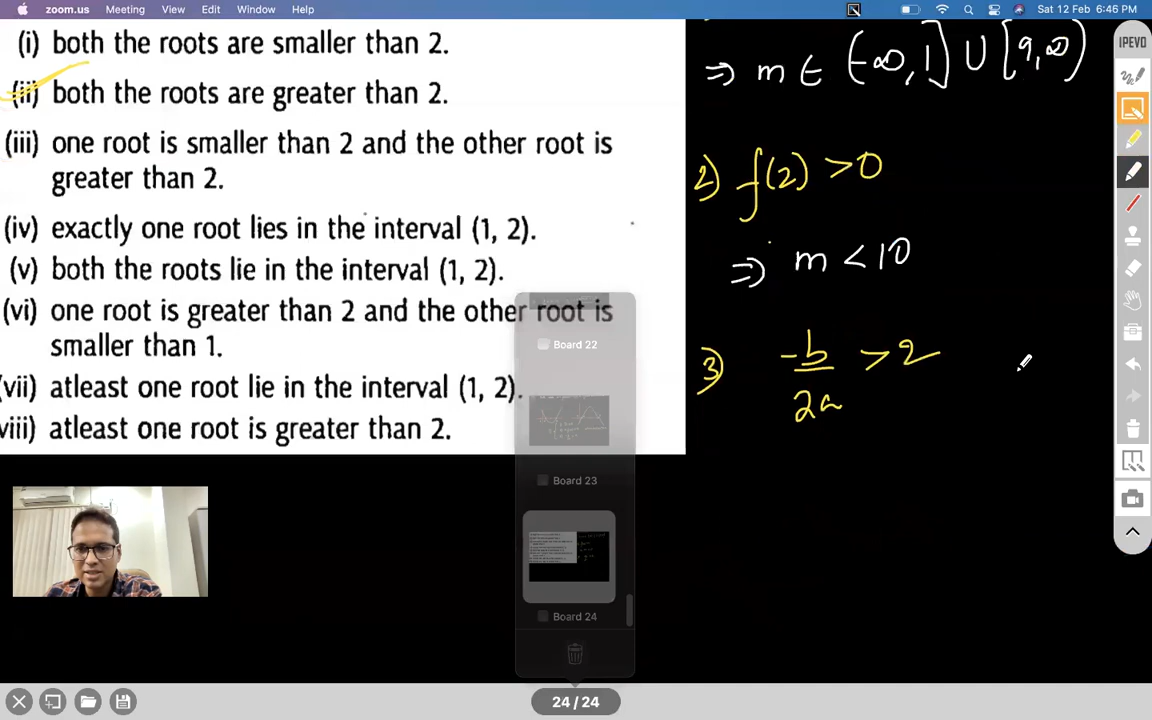 zoom.us Meeting View Edit Window Help Sat 12 Feb 6:46 PM
(i) both the roots are smaller than 2.
(ii) both the roots are greater than 2.
(iii) one root is smaller than 2 and the other root is
greater than 2.
(iv) exactly one root lies in the interval (1, 2).
(v) both the roots lie in the interval (1, 2).
(vi) one root is greater than 2 and the other root is
smaller than 1.
(vii) atleast one root lie in the interval (1, 2).
viii) atleast one root is greater than 2.
⇒ m ∈ (-∞, 1] ∪ [9, ∞)
2) f(2) > 0
⇒ m < 10
3) -b/2a > 2
IPEVO
Board 22
Board 23
Board 24
24 / 24